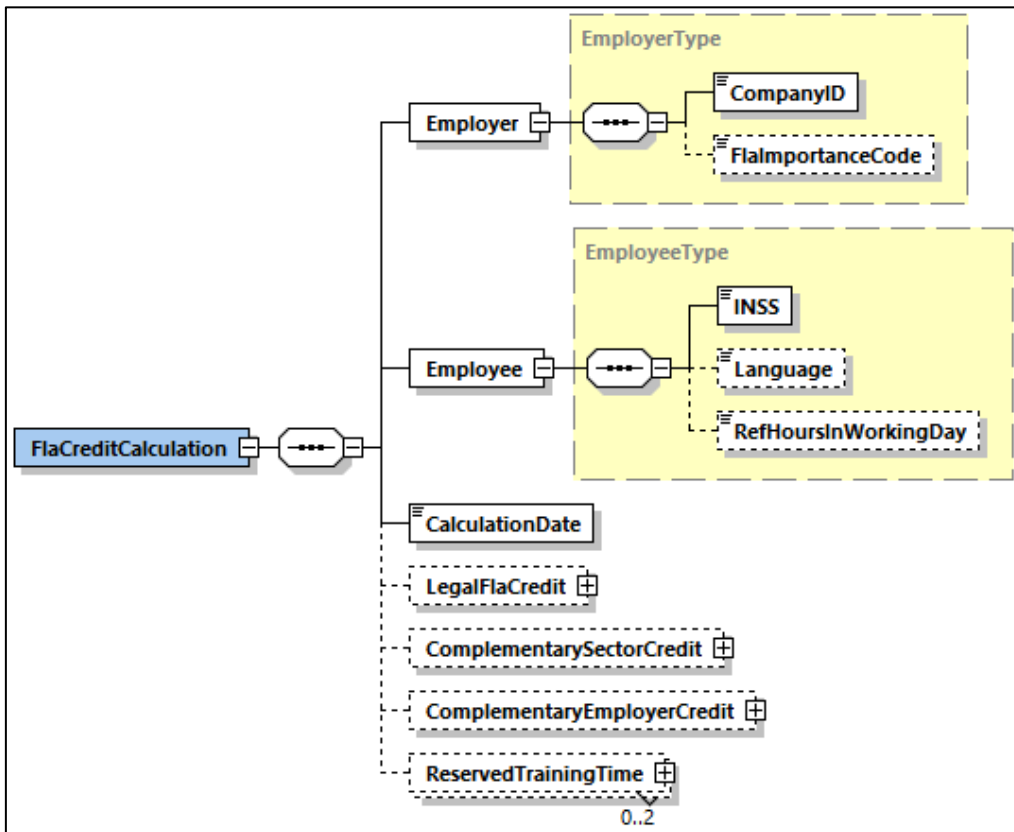 EmployerType
CompanyID
Employer
FlaImportanceCode
EmployeeType
INSS
Employee
Language
RefHoursInWorkingDay
FlaCreditCalculation
CalculationDate
LegalFlaCredit
ComplementarySectorCredit
ComplementaryEmployerCredit
ReservedTrainingTime
0..2